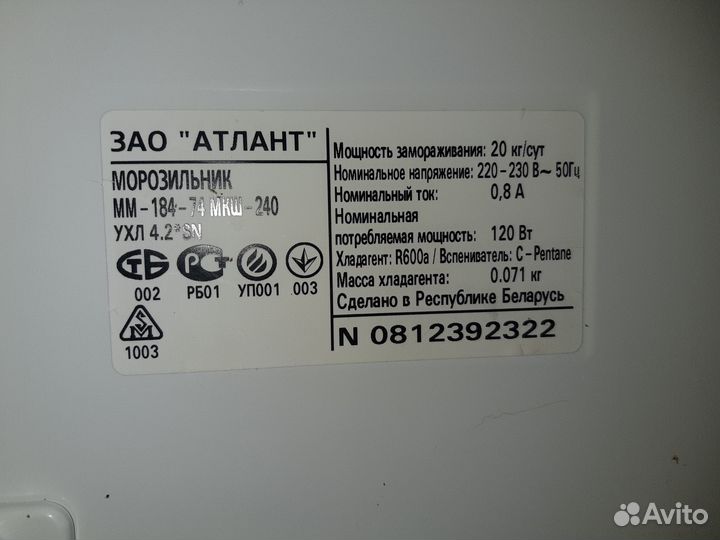 ЗАО "АТЛАНТ"
МОРОЗИЛЬНИК
ММ-184-74 МКШ-240
УХЛ 4.2*SN
СТБ
002
РСТ
РБ01
УП001
003
1003
Мощность замораживания: 20 кг/сут
Номинальное напряжение: 220-230 В~ 50Гц
Номинальный ток: 0,8 А
Номинальная
потребляемая мощность: 120 Вт
Хладагент: R600a / Вспениватель: C-Pentane
Масса хладагента: 0.071 кг
Сделано в Республике Беларусь
N 0812392322
Avito